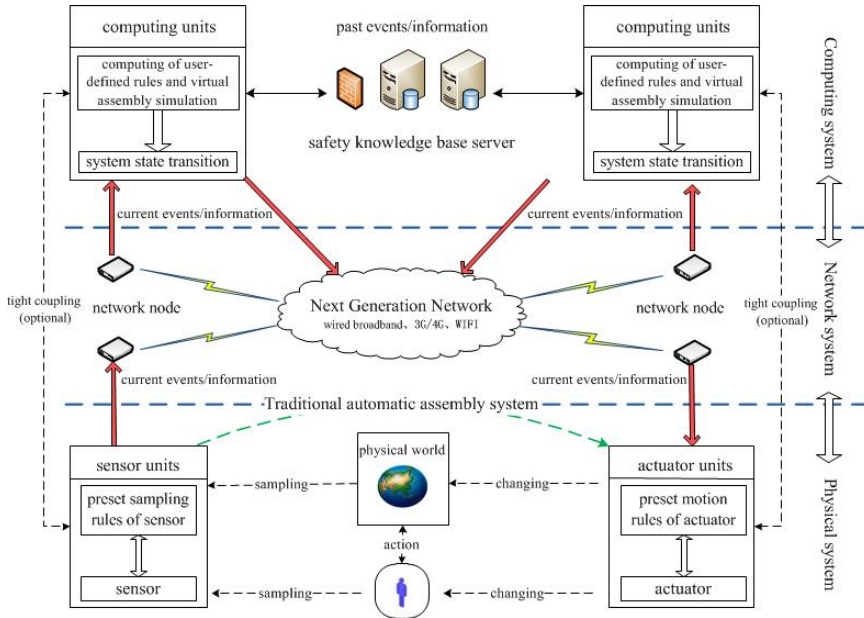 computing units
past events/information
computing units
computing of user-
defined rules and virtual
assembly simulation
computing of user-
defined rules and virtual
assembly simulation
safety knowledge base server
system state transition
system state transition
Computing system
current events/information
current events/information
network node
network node
Next Generation Network
wired broadband、3G/4G、WIFI
tight coupling
(optional)
tight coupling
(optional)
Network system
current events/information
current events/information
Traditional automatic assembly system
sensor units
physical world
actuator units
preset sampling
rules of sensor
sampling
changing
preset motion
rules of actuator
action
sensor
sampling
changing
actuator
Physical system